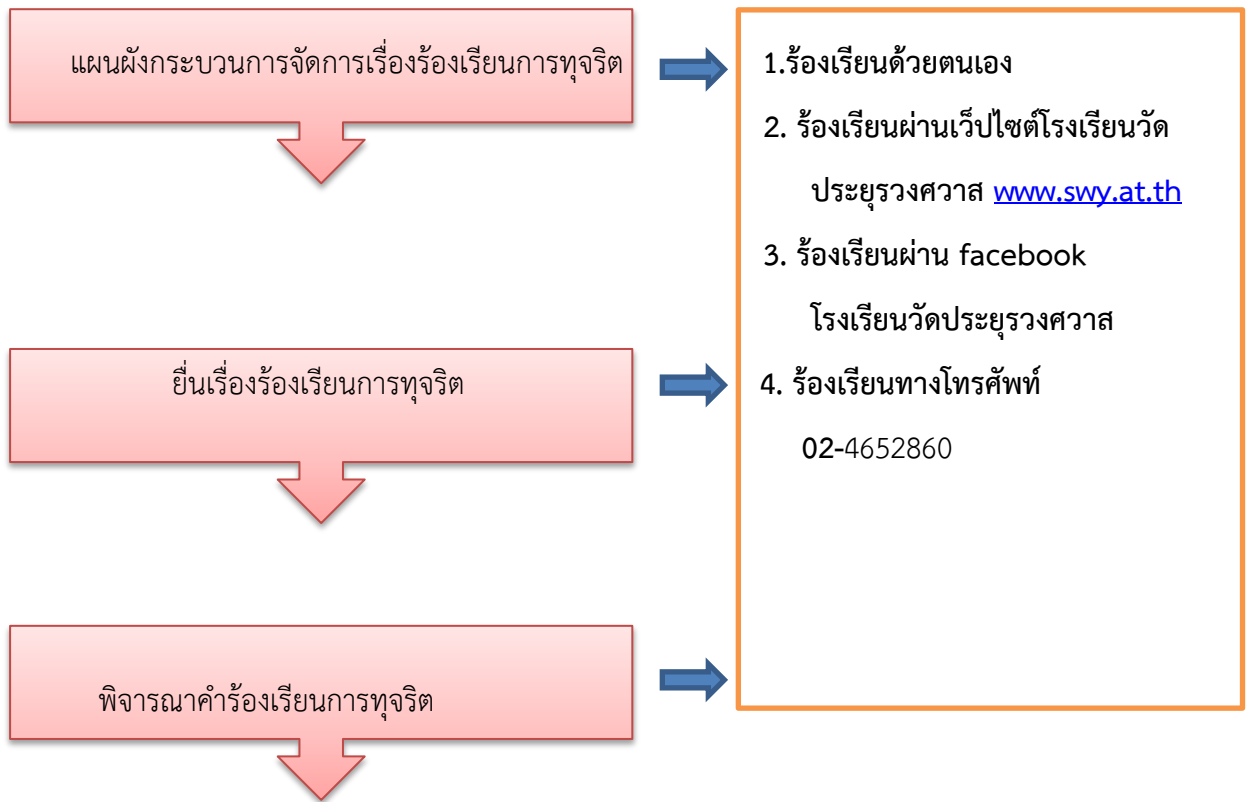 แผนผังกระบวนการจัดการเรื่องร้องเรียนการทุจริต
1.ร้องเรียนด้วยตนเอง
2. ร้องเรียนผ่านเว็ปไซต์โรงเรียนวัด
ประยุรวงศวาส www.swy.at.th
3. ร้องเรียนผ่าน facebook
โรงเรียนวัดประยุรวงศวาส
4. ร้องเรียนทางโทรศัพท์
02-4652860
ยื่นเรื่องร้องเรียนการทุจริต
พิจารณาคำร้องเรียนการทุจริต